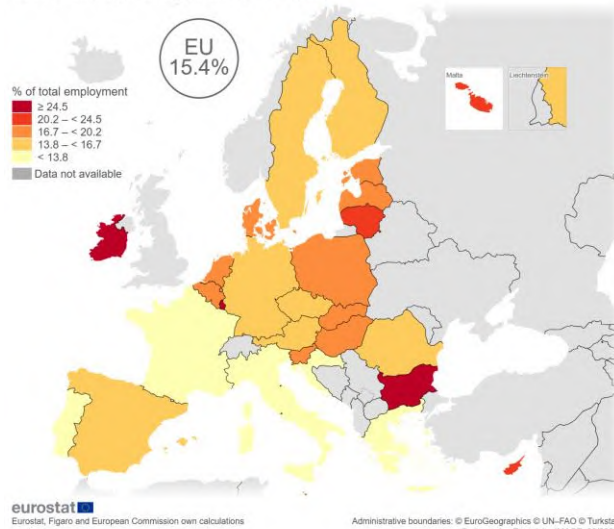 EU
15.4%
% of total employment
≥ 24.5
20.2 – < 24.5
16.7 – < 20.2
13.8 – < 16.7
< 13.8
Data not available
Malta
Liechtenstein
eurostat
Eurostat, Figaro and European Commission own calculations
Administrative boundaries: © EuroGeographics © UN–FAO © Turkst